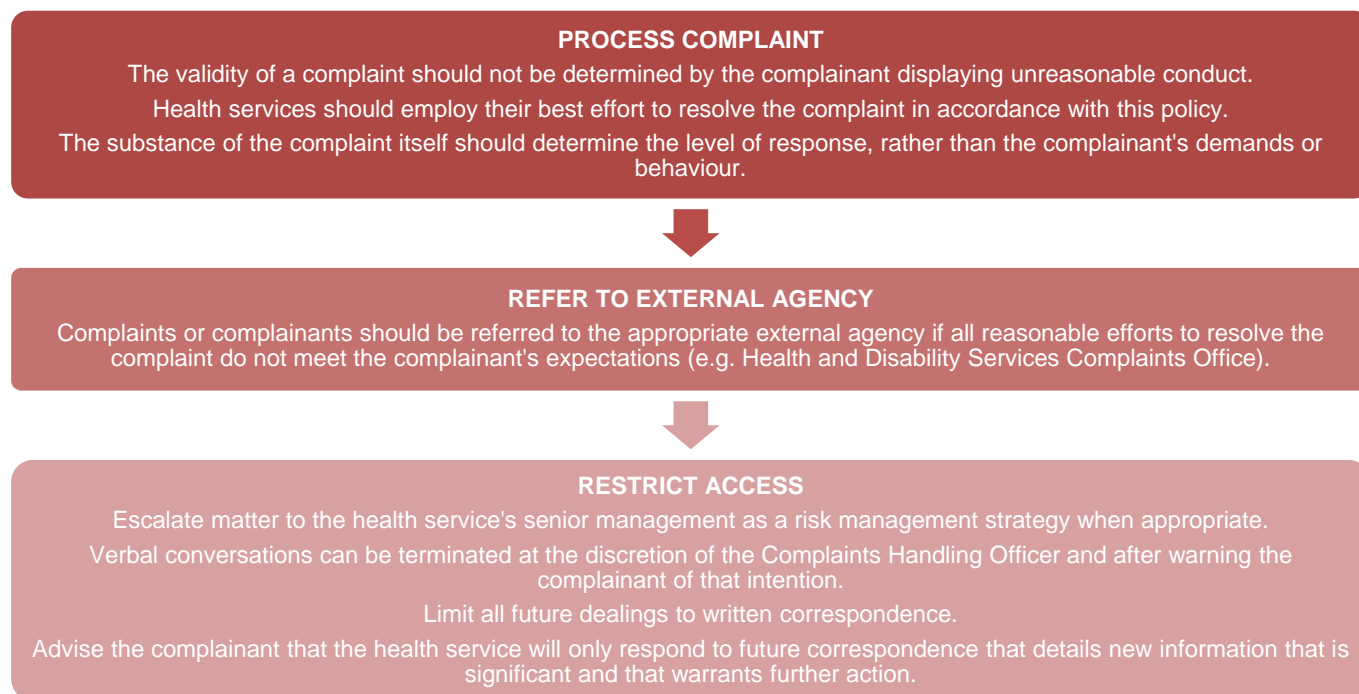 PROCESS COMPLAINT
The validity of a complaint should not be determined by the complainant displaying unreasonable conduct.
Health services should employ their best effort to resolve the complaint in accordance with this policy.
The substance of the complaint itself should determine the level of response, rather than the complainant's demands or
behaviour.
REFER TO EXTERNAL AGENCY
Complaints or complainants should be referred to the appropriate external agency if all reasonable efforts to resolve the
complaint do not meet the complainant's expectations (e.g. Health and Disability Services Complaints Office).
RESTRICT ACCESS
Escalate matter to the health service's senior management as a risk management strategy when appropriate.
Verbal conversations can be terminated at the discretion of the Complaints Handling Officer and after warning the
complainant of that intention.
Limit all future dealings to written correspondence.
Advise the complainant that the health service will only respond to future correspondence that details new information that is
significant and that warrants further action.